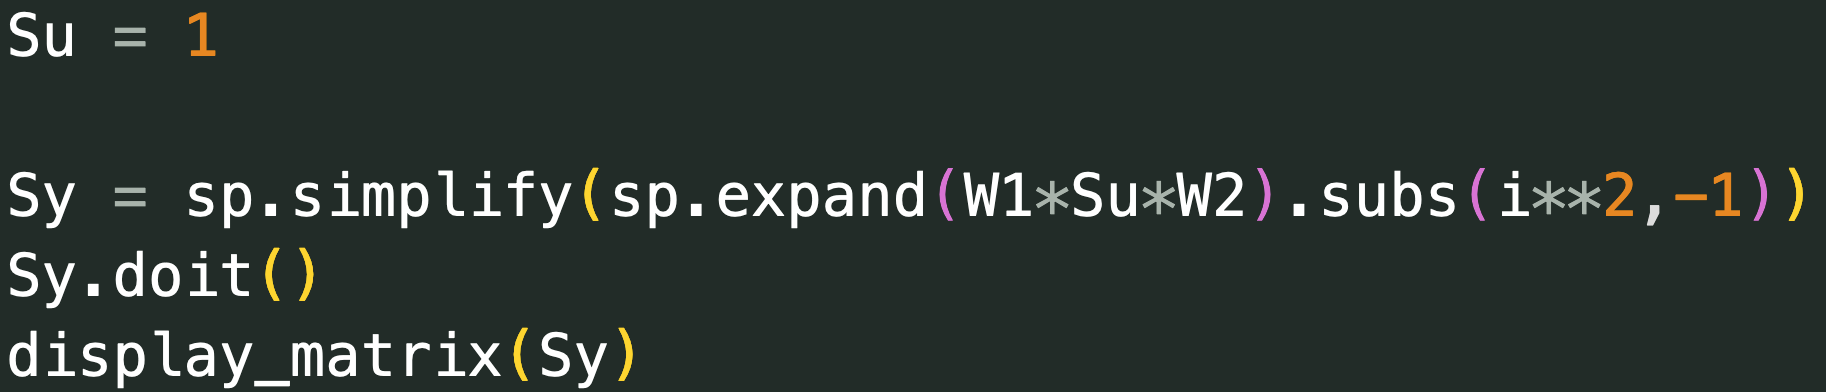 Su = 1
Sy = sp.simplify(sp.expand(W1*Su*W2).subs(i**2,-1))
Sy.doit()
display_matrix(Sy)